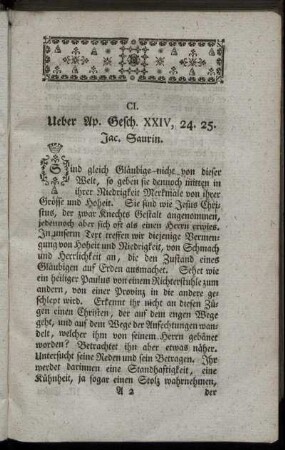 CI.
Ueber Ap. Gesch. XXIV, 24. 25.
Jac. Saurin.
Sind gleich Gläubige nicht von dieser
Welt, so geben sie dennoch mitten in
ihrer Niedrigkeit Merkmale von ihrer
Grösse und Hoheit. Sie sind wie Jesus Chri-
stus, der zwar Knechts Gestalt angenommen,
jedennoch aber sich oft als einen Herrn erwies.
In unserm Text treffen wir diejenige Vermen-
gung von Hoheit und Niedrigkeit, von Schmach
und Herrlichkeit an, die den Zustand eines
Gläubigen auf Erden ausmachet. Sehet wie
ein heiliger Paulus von einem Richterstuhle zum
andern, von einer Provinz in die andere ge-
schlept wird. Erkennt ihr nicht an diesen Zü-
gen einen Christen, der auf dem engen Wege
geht, und auf dem Wege der Anfechtungen wan-
delt, welcher ihm von seinem Herrn gebänet
worden? Betrachtet ihn aber etwas näher.
Untersucht seine Reden und sein Betragen. Ihr
werdet darinnen eine Standhaftigkeit, eine
Kühnheit, ja sogar einen Stolz wahrnehmen,
A 2 der